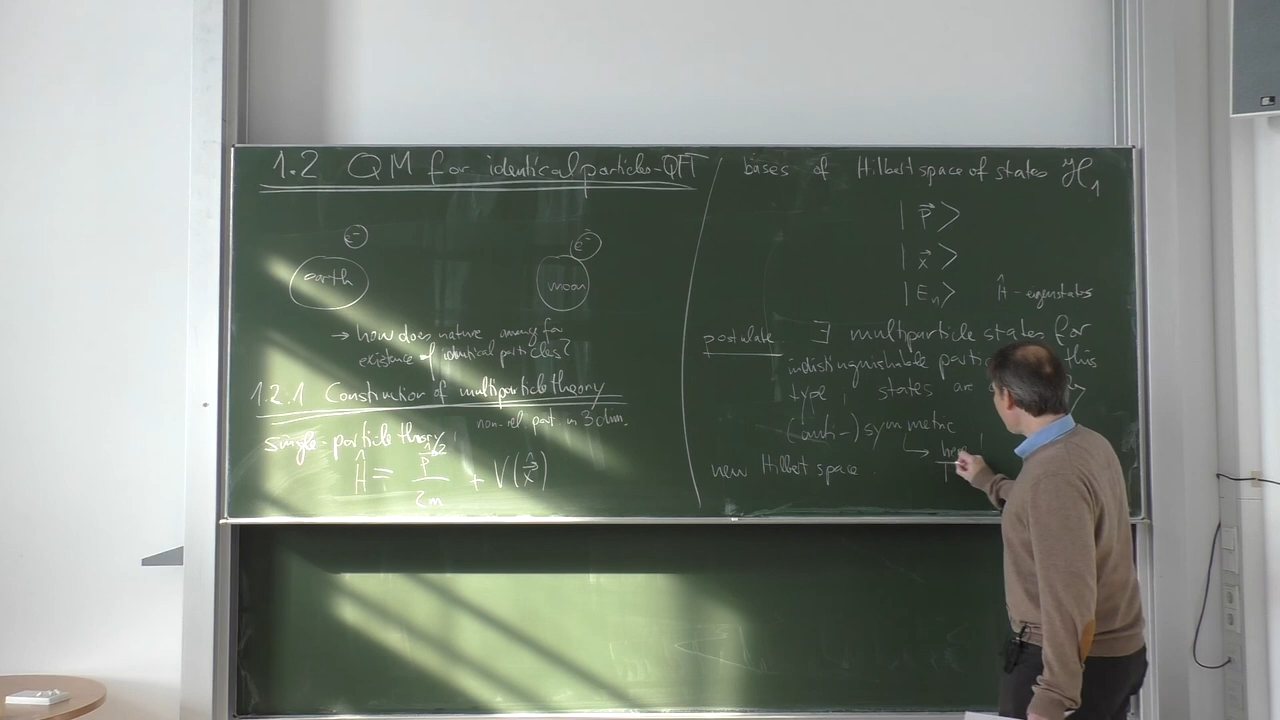 1.2 QM for identical particles-QFT
e⁻
e⁻
earth
moon
→ how does nature arrange for
existence of identical particles?
1.2.1 Construction of multiparticle theory
non-rel part in 3 dim.
single-particle theory
Ĥ = p̂⃗²/2m + V(x̂⃗)
bases of Hilbert space of states ℋ₁
|p⃗⟩
|x⃗⟩
|Eₙ⟩ Ĥ-eigenstates
postulate: ∃ multiparticle states for
indistinguishable this
type, states are
(anti-)symmetric
↳ here!
new Hilbert space